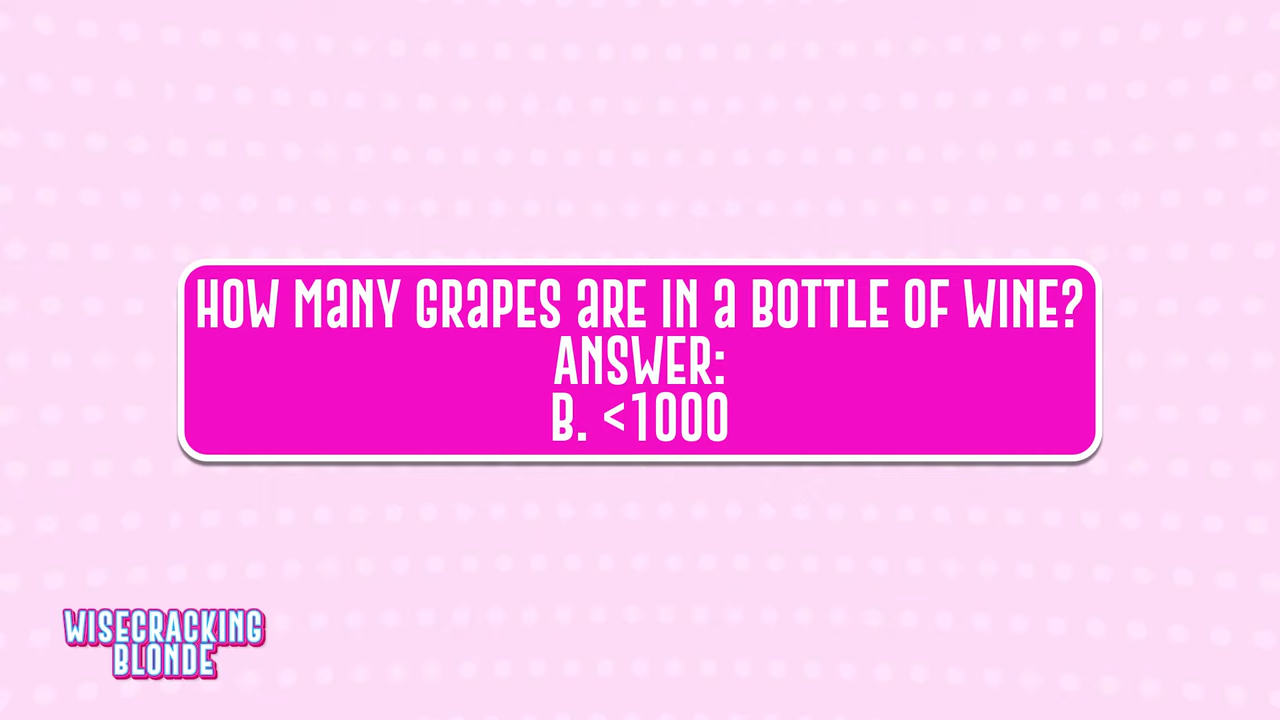 HOW MANY GRAPES ARE IN A BOTTLE OF WINE?
ANSWER:
B. <1000
WISECRACKING
BLONDE